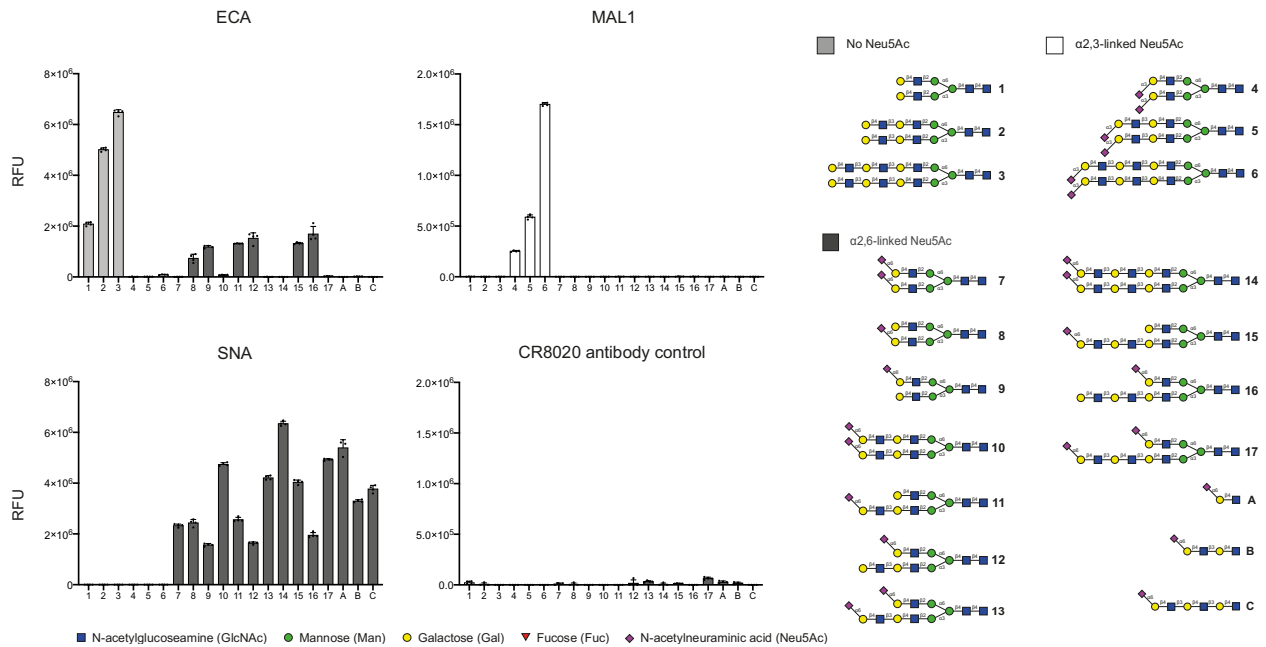 ECA
RFU
8×10⁶
6×10⁶
4×10⁶
2×10⁶
0
1 2 3 4 5 6 7 8 9 10 11 12 13 14 15 16 17 A B C
MAL1
2.0×10⁶
1.5×10⁶
1.0×10⁶
5.0×10⁵
0.0
1 2 3 4 5 6 7 8 9 10 11 12 13 14 15 16 17 A B C
SNA
RFU
8×10⁶
6×10⁶
4×10⁶
2×10⁶
0
1 2 3 4 5 6 7 8 9 10 11 12 13 14 15 16 17 A B C
CR8020 antibody control
2.0×10⁶
1.5×10⁶
1.0×10⁶
5.0×10⁵
0.0
1 2 3 4 5 6 7 8 9 10 11 12 13 14 15 16 17 A B C
No Neu5Ac
1
2
3
α2,3-linked Neu5Ac
4
5
6
α2,6-linked Neu5Ac
7
8
9
10
11
12
13
14
15
16
17
A
B
C
N-acetylglucoseamine (GlcNAc) Mannose (Man) Galactose (Gal) Fucose (Fuc) N-acetylneuraminic acid (Neu5Ac)